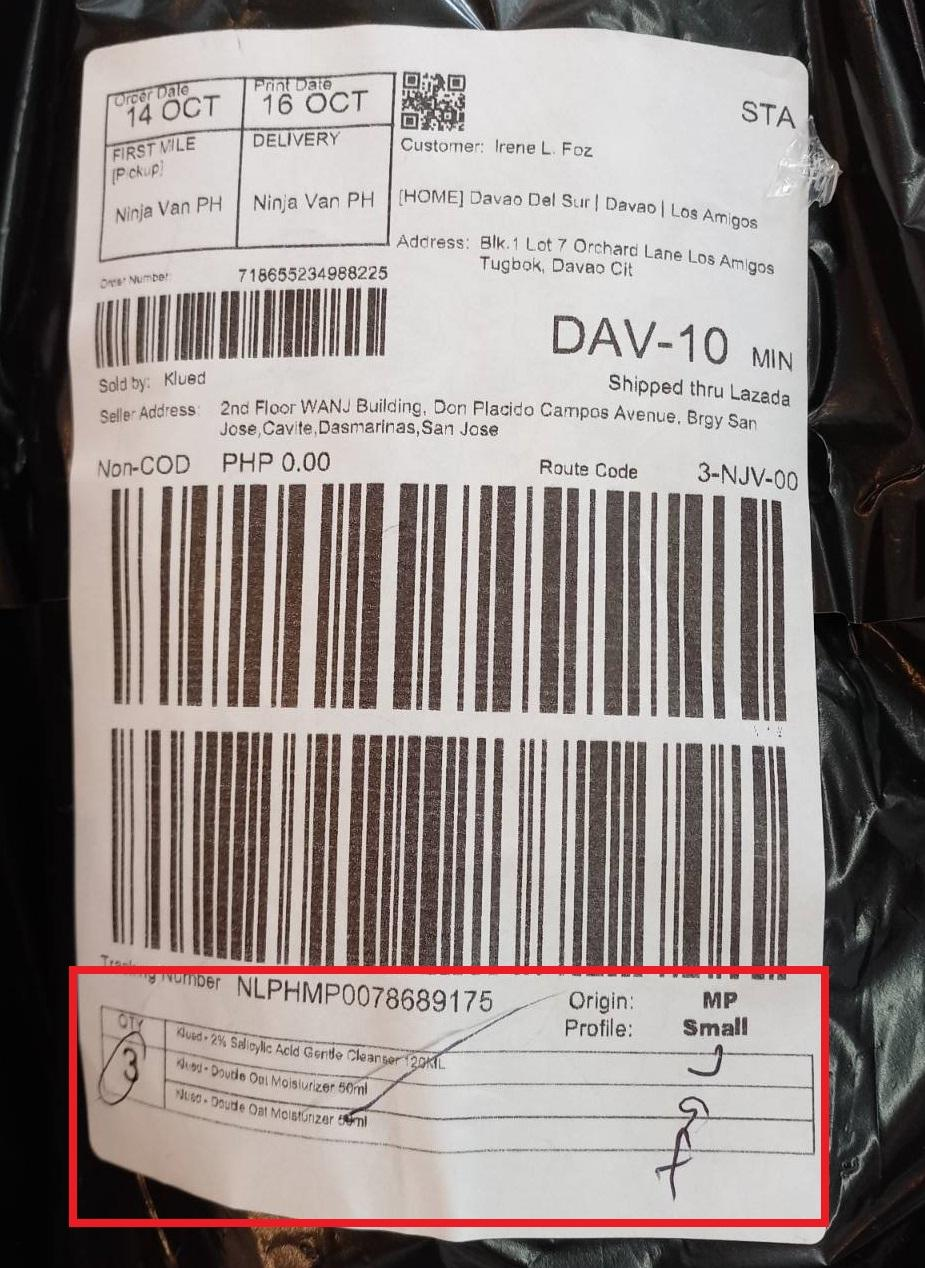 Order Date
14 OCT
Print Date
16 OCT
STA
FIRST MILE
[Pickup]
DELIVERY
Customer: Irene L. Foz
Ninja Van PH
Ninja Van PH
[HOME] Davao Del Sur | Davao | Los Amigos
Address: Blk.1 Lot 7 Orchard Lane Los Amigos
Tugbok, Davao Cit
Order Number: 718655234988225
DAV-10 MIN
Sold by: Klued
Shipped thru Lazada
Seller Address: 2nd Floor WANJ Building, Don Placido Campos Avenue, Brgy San
Jose,Cavite,Dasmarinas,San Jose
Non-COD PHP 0.00 Route Code 3-NJV-00
Tracking Number NLPHMP0078689175
Origin: MP
Profile: Small
QTY
3
Klued - 2% Salicylic Acid Gentle Cleanser 120ML
Klued - Double Oat Moisturizer 50ml
Klued - Double Oat Moisturizer 50ml